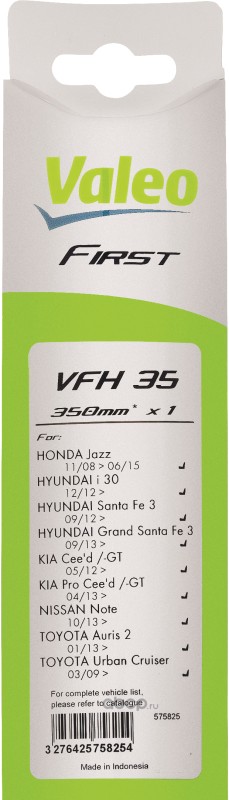 Valeo
FIRST
VFH 35
350mm* x 1
For:
HONDA Jazz
11/08 > 06/15
HYUNDAI i 30
12/12 >
HYUNDAI Santa Fe 3
09/12 >
HYUNDAI Grand Santa Fe 3
09/13 >
KIA Cee'd /-GT
05/12 >
KIA Pro Cee'd /-GT
04/13 >
NISSAN Note
10/13 >
TOYOTA Auris 2
01/13 >
TOYOTA Urban Cruiser
03/09 >
For complete vehicle list,
please refer to catalogue
575825
3 276425 758254
Made in Indonesia